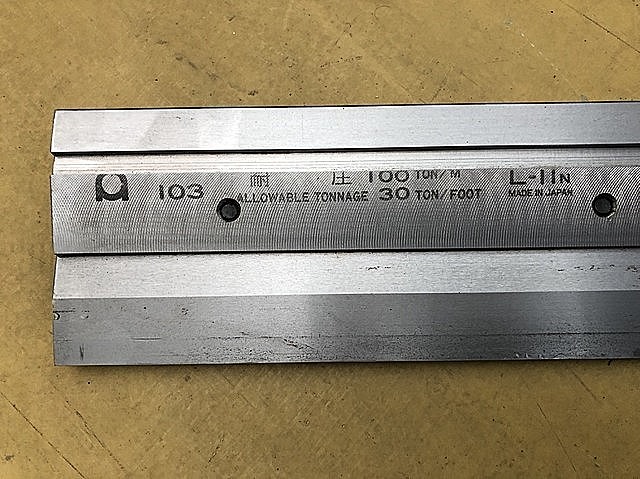 103 耐 圧 100 TON/M L-11N
ALLOWABLE TONNAGE 30 TON/FOOT MADE IN JAPAN